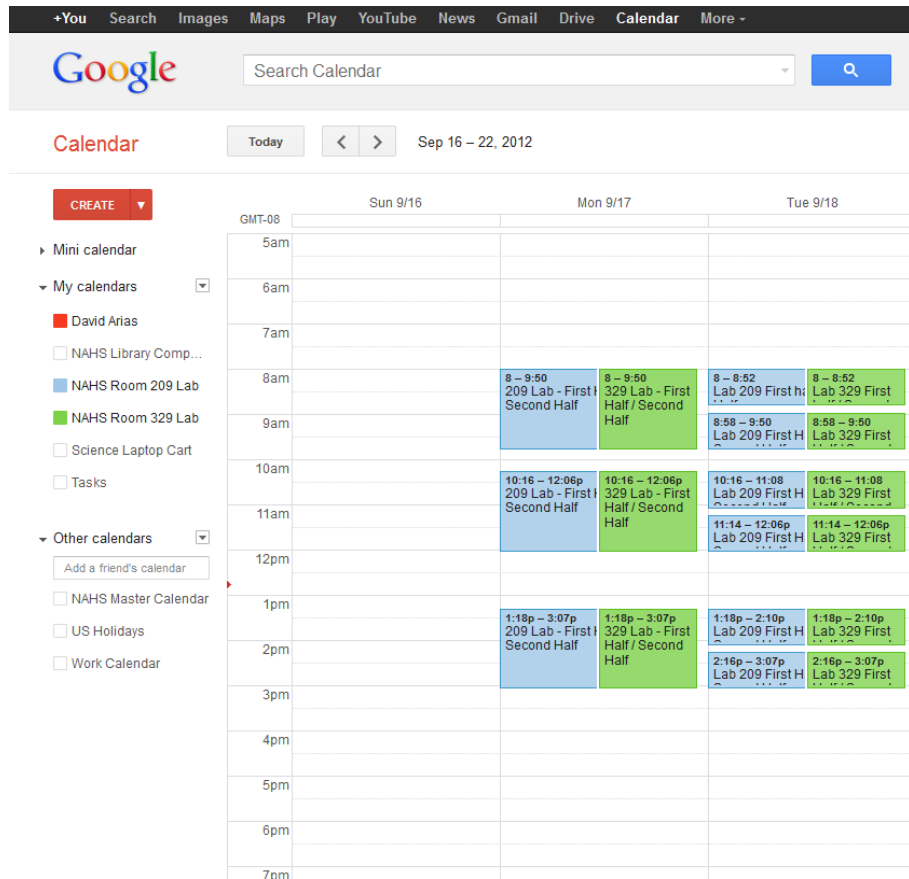 +You Search Images Maps Play YouTube News Gmail Drive Calendar More
Google
Search Calendar
Calendar
Today
Sep 16 – 22, 2012
CREATE
Mini calendar
My calendars
David Arias
NAHS Library Comp...
NAHS Room 209 Lab
NAHS Room 329 Lab
Science Laptop Cart
Tasks
Other calendars
Add a friend's calendar
NAHS Master Calendar
US Holidays
Work Calendar
GMT-08
Sun 9/16
Mon 9/17
Tue 9/18
5am
6am
7am
8am
9am
10am
11am
12pm
1pm
2pm
3pm
4pm
5pm
6pm
7pm
8 – 9:50
209 Lab - First
Second Half
8 – 9:50
329 Lab - First
Half / Second
Half
10:16 – 12:06p
209 Lab - First
Second Half
10:16 – 12:06p
329 Lab - First
Half / Second
Half
1:18p – 3:07p
209 Lab - First
Second Half
1:18p – 3:07p
329 Lab - First
Half / Second
Half
8 – 8:52
Lab 209 First
8 – 8:52
Lab 329 First
8:58 – 9:50
Lab 209 First H
8:58 – 9:50
Lab 329 First
10:16 – 11:08
Lab 209 First H
10:16 – 11:08
Lab 329 First
11:14 – 12:06p
Lab 209 First H
11:14 – 12:06p
Lab 329 First
1:18p – 2:10p
Lab 209 First H
1:18p – 2:10p
Lab 329 First
2:16p – 3:07p
Lab 209 First H
2:16p – 3:07p
Lab 329 First